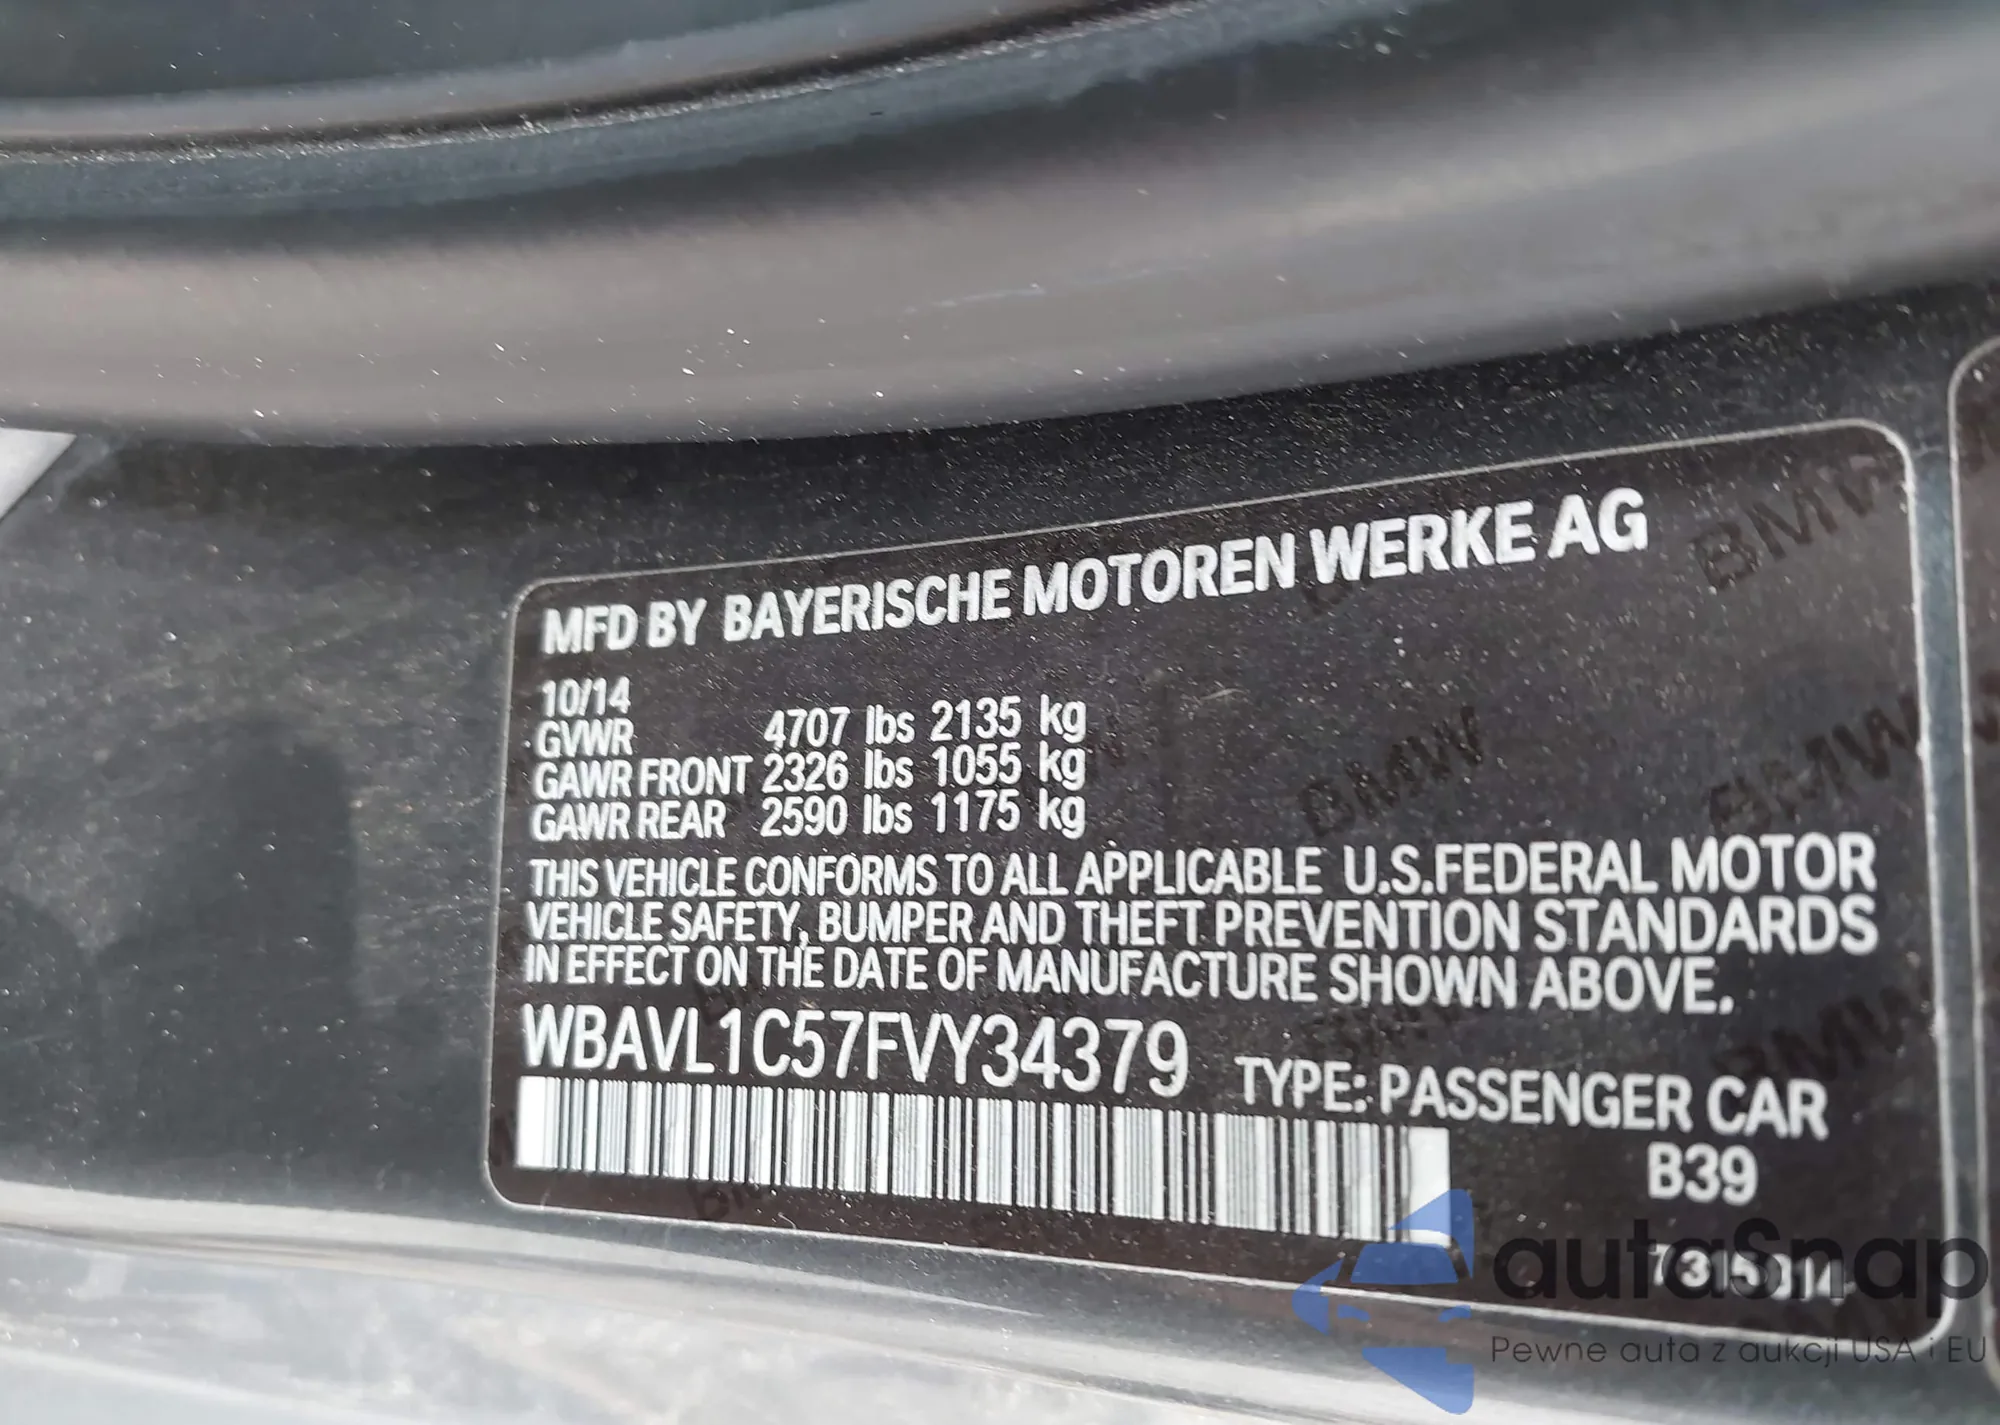 MFD BY BAYERISCHE MOTOREN WERKE AG
10/14
GVWR 4707 lbs 2135 kg
GAWR FRONT 2326 lbs 1055 kg
GAWR REAR 2590 lbs 1175 kg
THIS VEHICLE CONFORMS TO ALL APPLICABLE U.S.FEDERAL MOTOR
VEHICLE SAFETY, BUMPER AND THEFT PREVENTION STANDARDS
IN EFFECT ON THE DATE OF MANUFACTURE SHOWN ABOVE.
WBAVL1C57FVY34379 TYPE: PASSENGER CAR
B39
autoSnap
Pewne auta z aukcji USA i EU